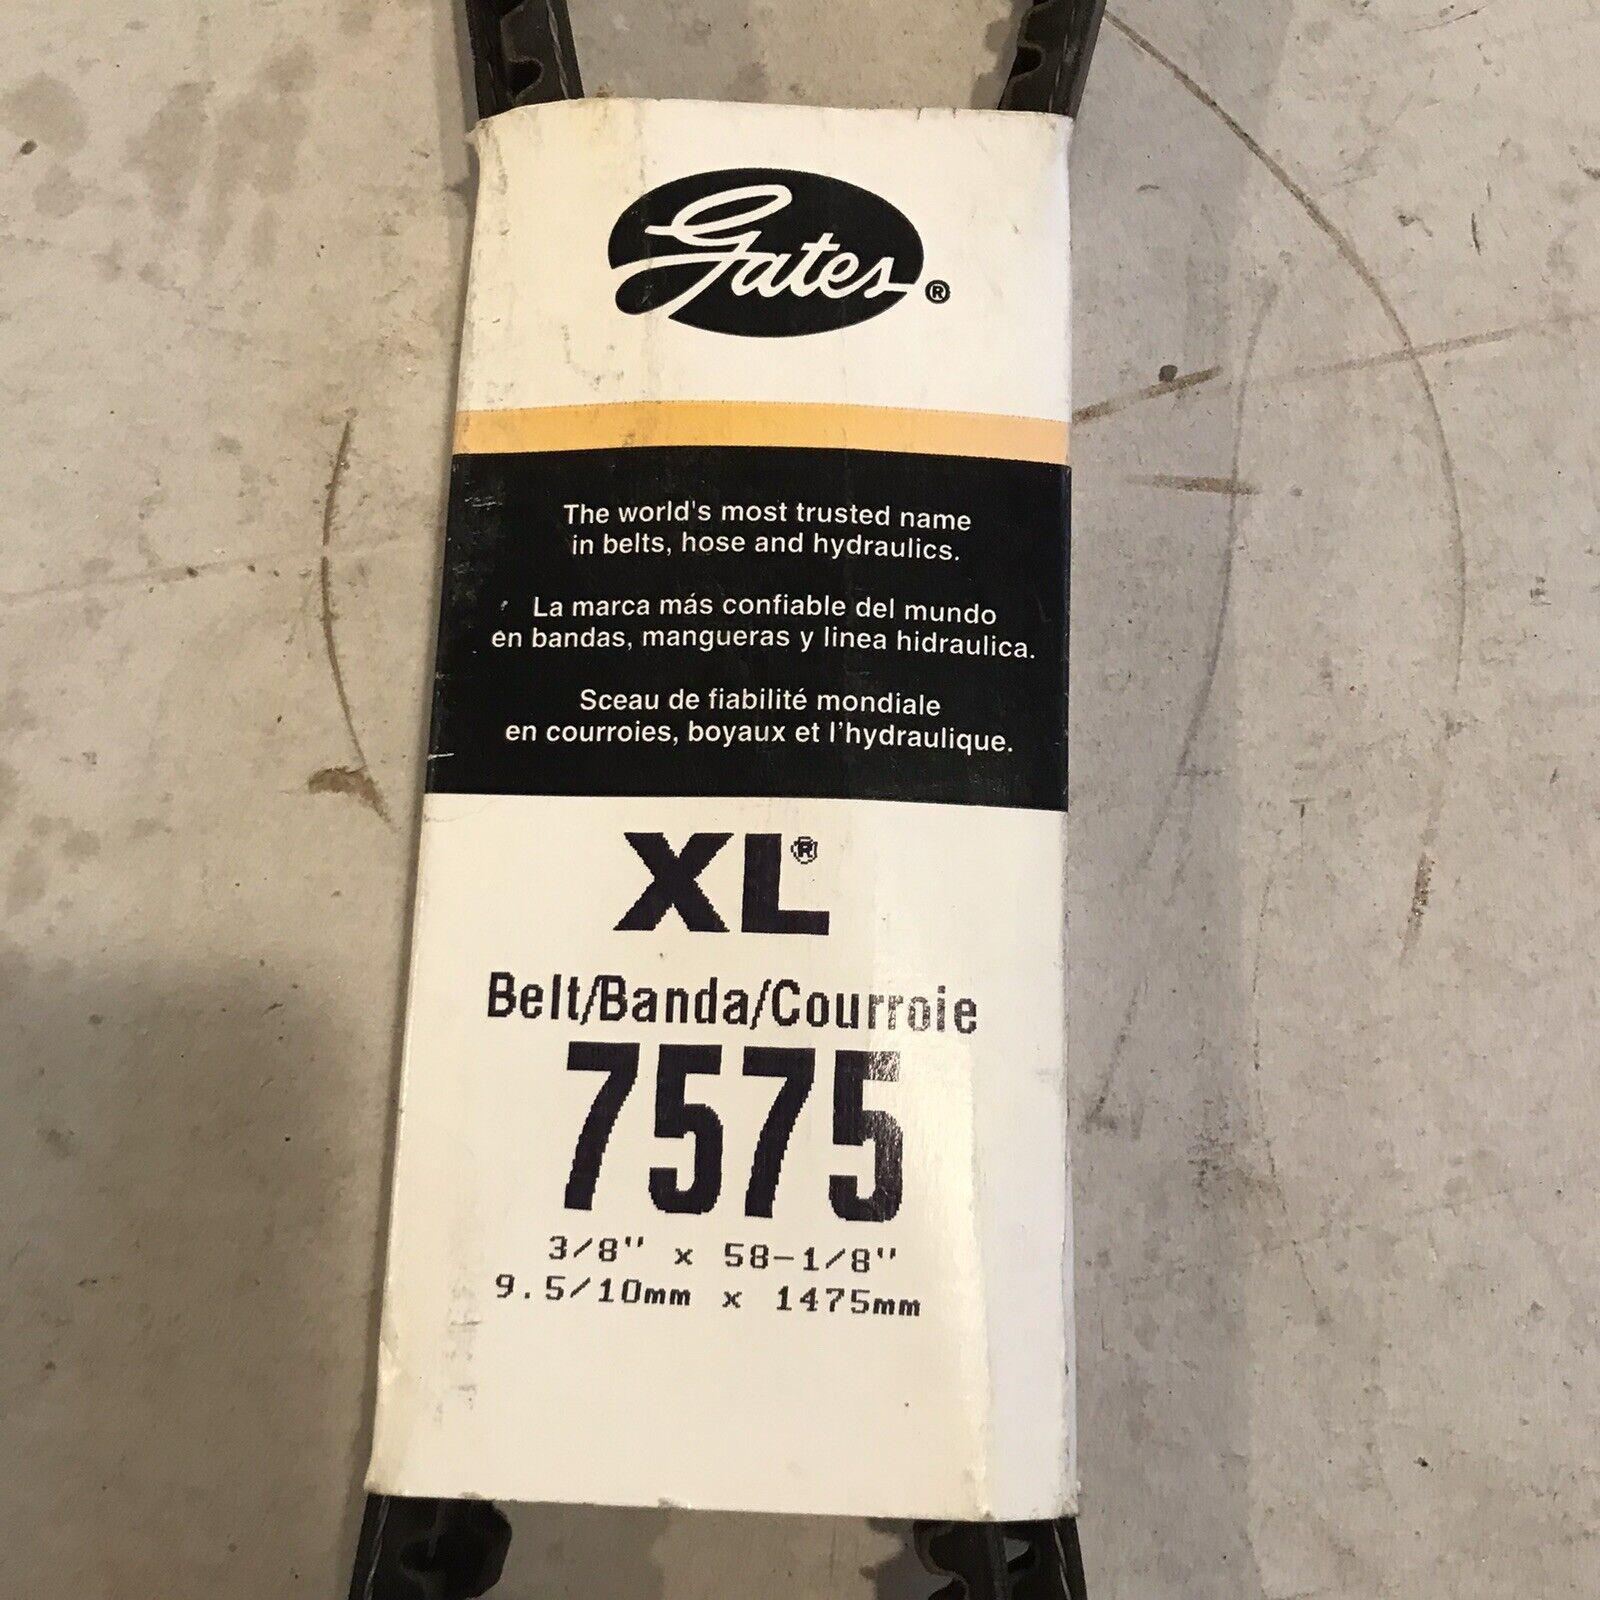 Gates®
The world's most trusted name
in belts, hose and hydraulics.
La marca más confiable del mundo
en bandas, mangueras y linea hidraulica.
Sceau de fiabilité mondiale
en courroies, boyaux et l'hydraulique.
XL®
Belt/Banda/Courroie
7575
3/8" x 58-1/8"
9.5/10mm x 1475mm